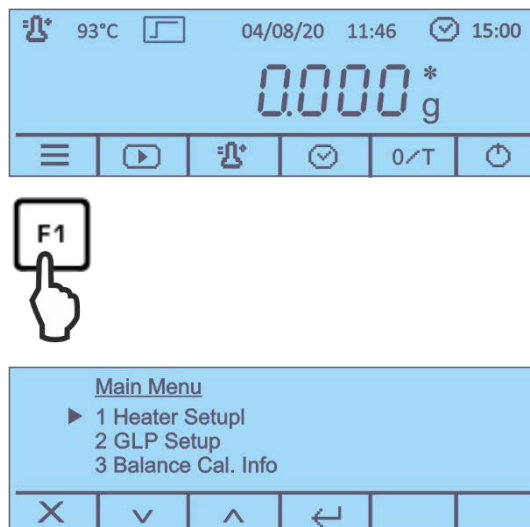 93°C 04/08/20 11:46 15:00
0.000 * g
0/T
F1
Main Menu
1 Heater Setupl
2 GLP Setup
3 Balance Cal. Info